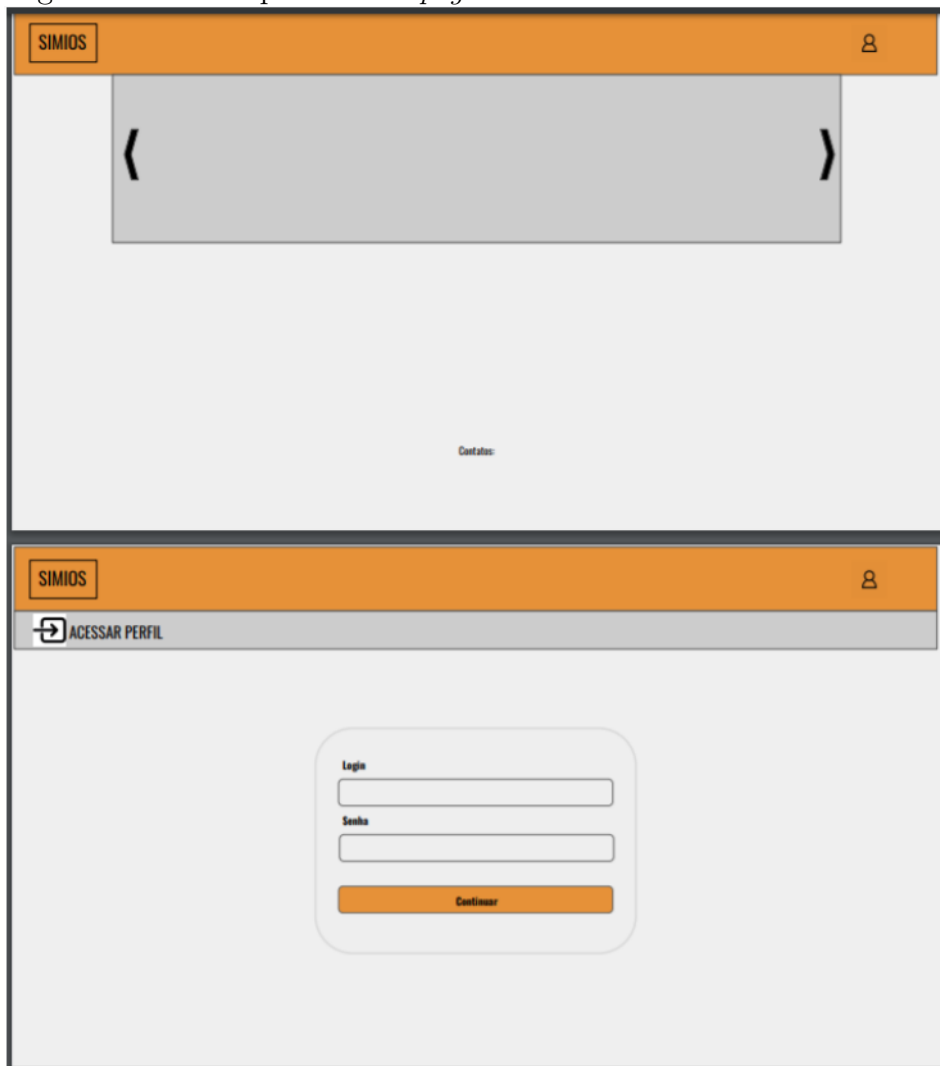 SIMIOS
Contatos:
SIMIOS
ACESSAR PERFIL
Login
Senha
Continuar